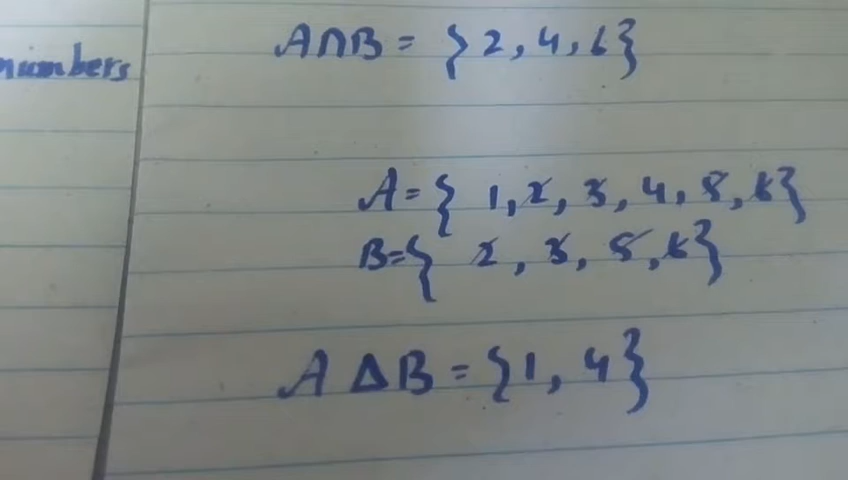 numbers
A∩B = {2, 4, 6}
A={ 1, 2, 3, 4, 5, 6}
B={ 2, 3, 5, 6}
A Δ B = {1, 4}